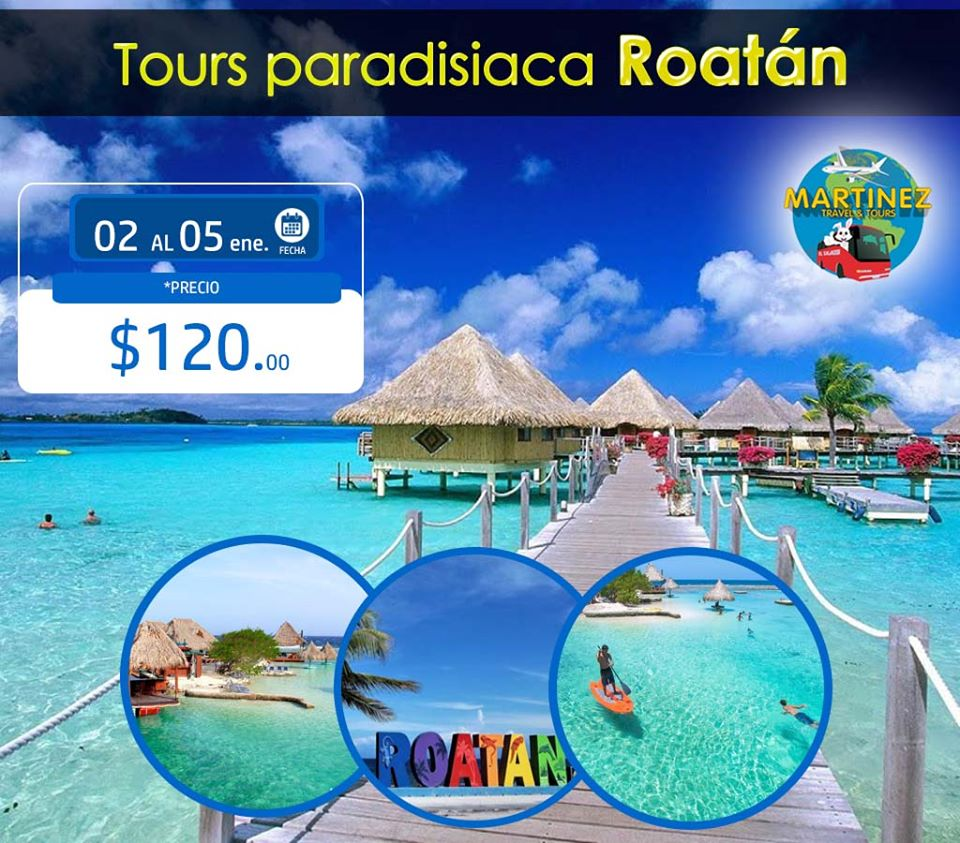 Tours paradisiaca Roatán
MARTINEZ
TRAVEL & TOURS
02 AL 05 ene.
FECHA
*PRECIO
$120.00
ROATAN